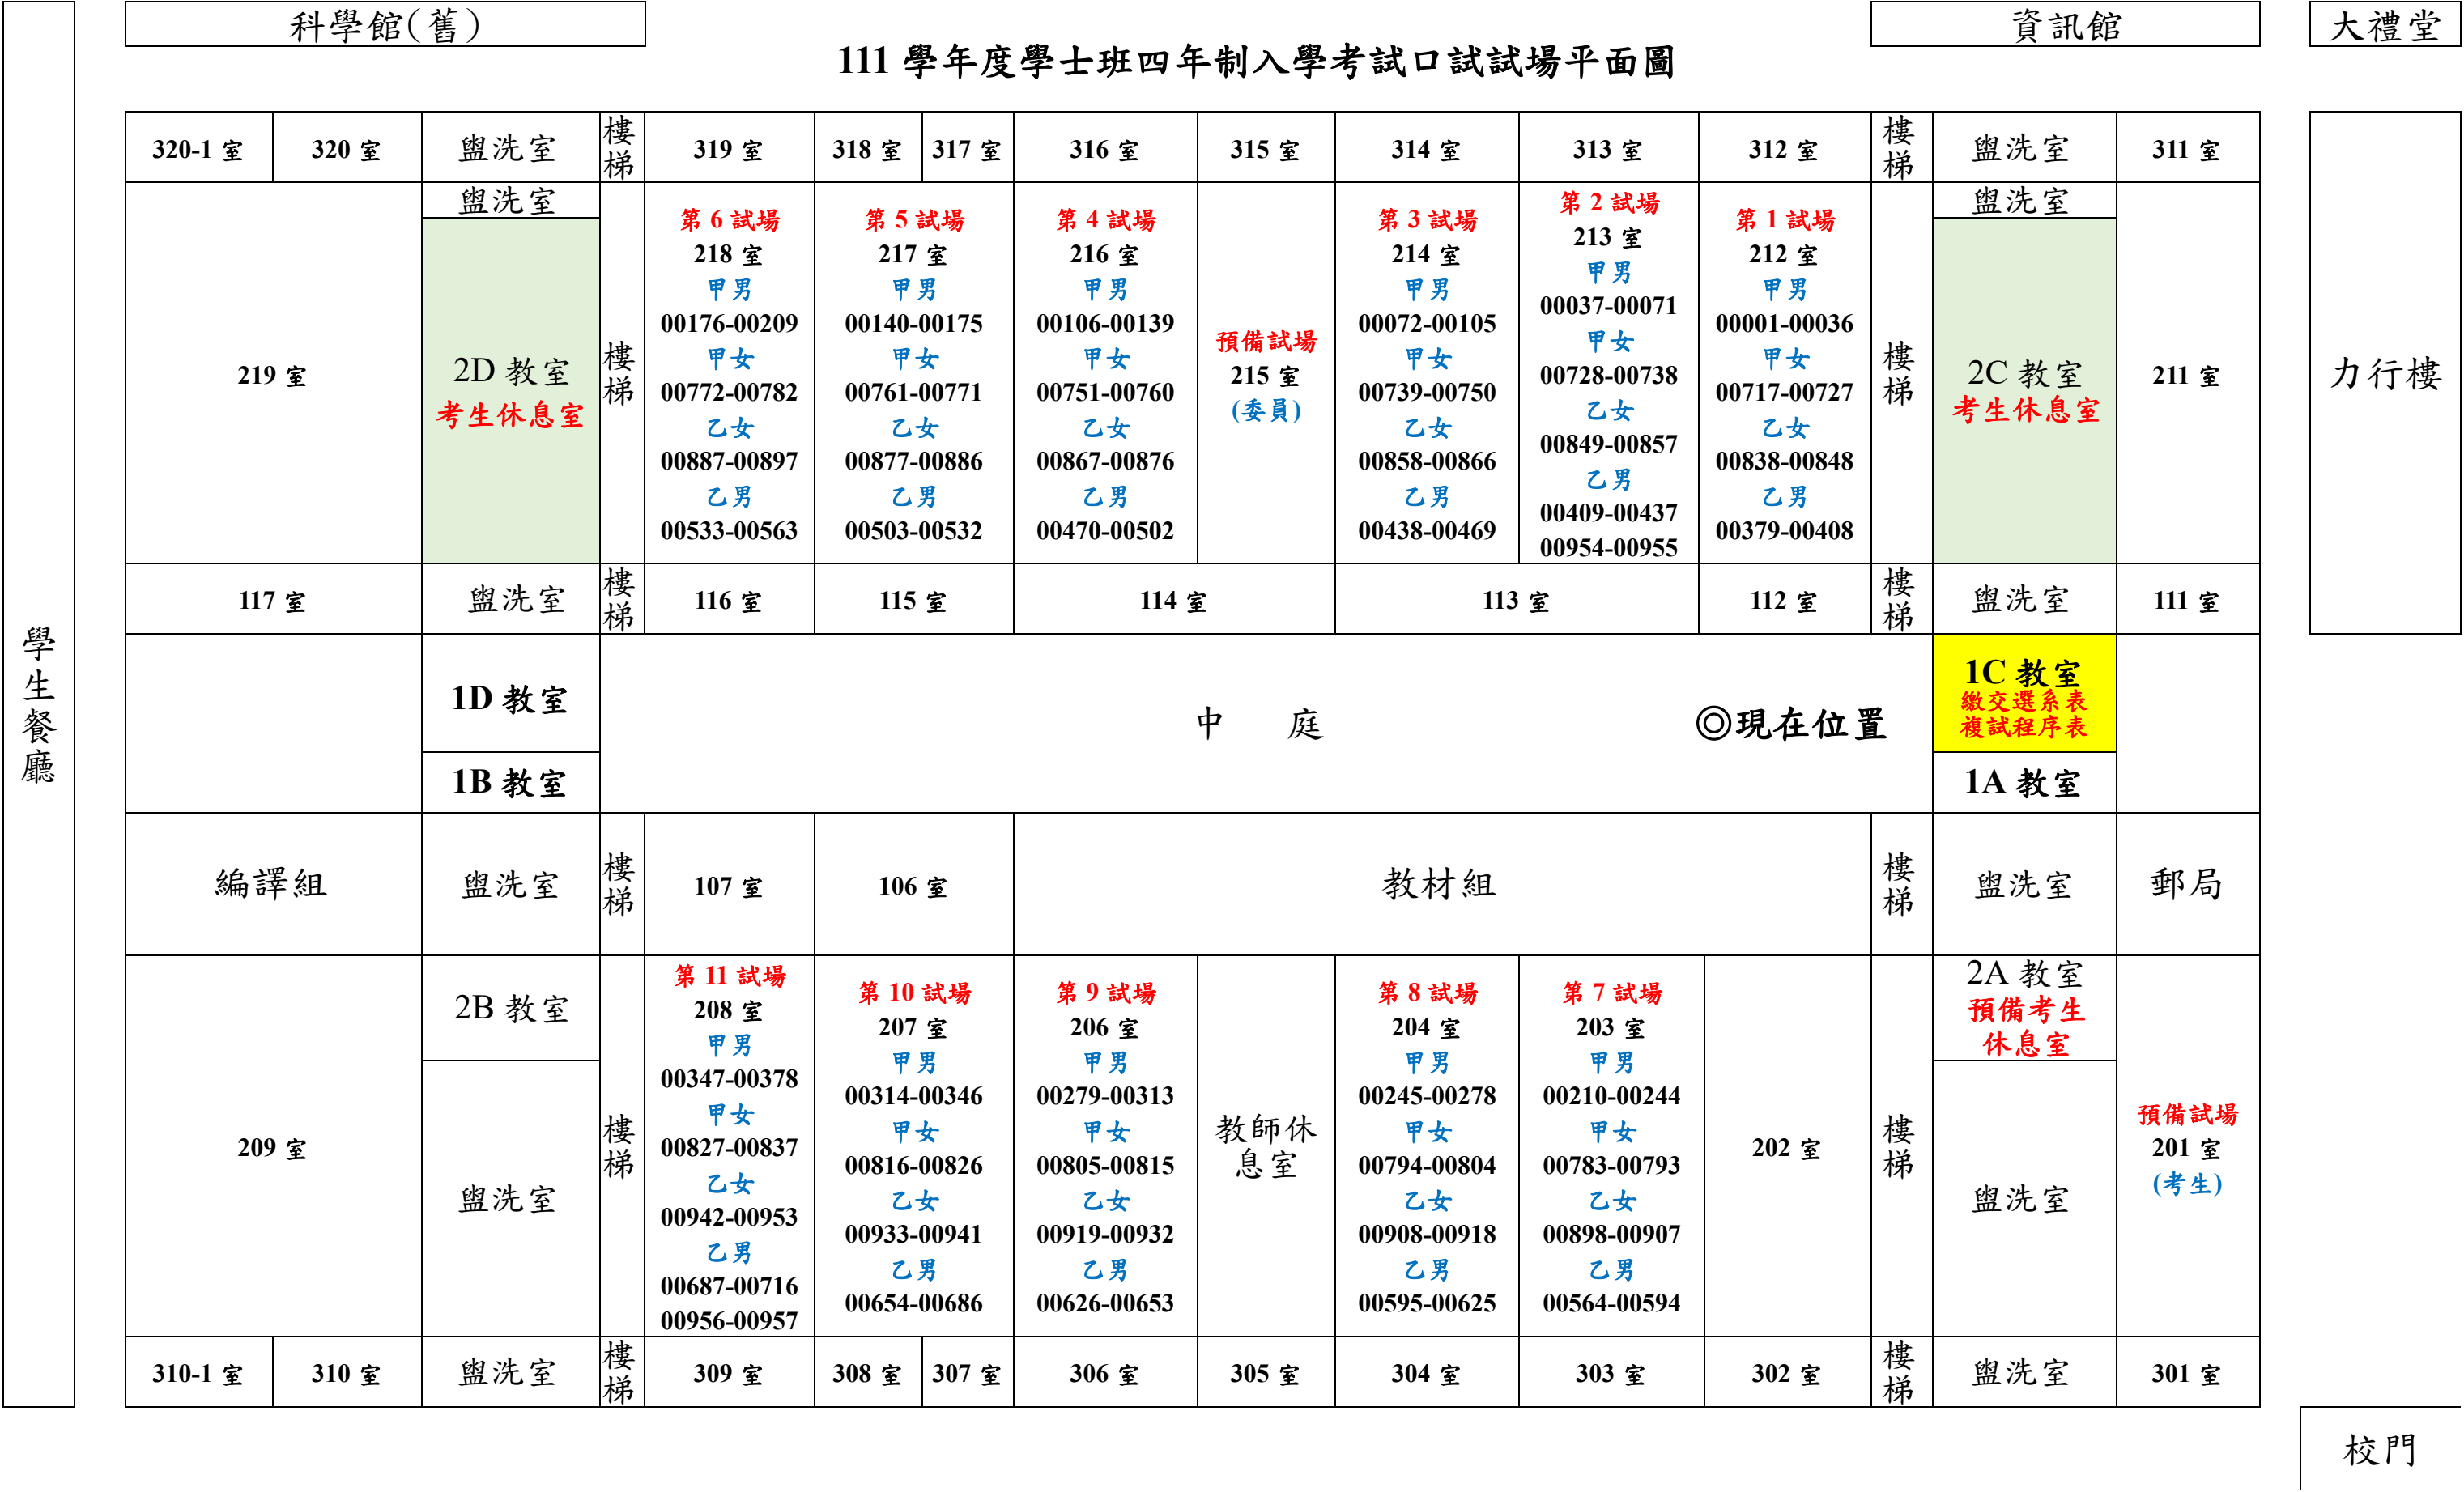 科學館(舊)
資訊館
大禮堂
111 學年度學士班四年制入學考試口試試場平面圖
學生餐廳
320-1 室
320 室
盥洗室
樓梯
319 室
318 室
317 室
316 室
315 室
314 室
313 室
312 室
樓梯
盥洗室
311 室
力行樓
219 室
盥洗室
2D 教室
考生休息室
樓梯
第 6 試場
218 室
甲男
00176-00209
甲女
00772-00782
乙女
00887-00897
乙男
00533-00563
第 5 試場
217 室
甲男
00140-00175
甲女
00761-00771
乙女
00877-00886
乙男
00503-00532
第 4 試場
216 室
甲男
00106-00139
甲女
00751-00760
乙女
00867-00876
乙男
00470-00502
預備試場
215 室
(委員)
第 3 試場
214 室
甲男
00072-00105
甲女
00739-00750
乙女
00858-00866
乙男
00438-00469
第 2 試場
213 室
甲男
00037-00071
甲女
00728-00738
乙女
00849-00857
乙男
00409-00437
00954-00955
第 1 試場
212 室
甲男
00001-00036
甲女
00717-00727
乙女
00838-00848
乙男
00379-00408
樓梯
盥洗室
2C 教室
考生休息室
211 室
117 室
盥洗室
樓梯
116 室
115 室
114 室
113 室
112 室
樓梯
盥洗室
111 室
1D 教室
1B 教室
中 庭
◎現在位置
1C 教室
繳交選系表
複試程序表
1A 教室
編譯組
盥洗室
樓梯
107 室
106 室
教材組
樓梯
盥洗室
郵局
209 室
2B 教室
盥洗室
樓梯
第 11 試場
208 室
甲男
00347-00378
甲女
00827-00837
乙女
00942-00953
乙男
00687-00716
00956-00957
第 10 試場
207 室
甲男
00314-00346
甲女
00816-00826
乙女
00933-00941
乙男
00654-00686
第 9 試場
206 室
甲男
00279-00313
甲女
00805-00815
乙女
00919-00932
乙男
00626-00653
教師休
息室
第 8 試場
204 室
甲男
00245-00278
甲女
00794-00804
乙女
00908-00918
乙男
00595-00625
第 7 試場
203 室
甲男
00210-00244
甲女
00783-00793
乙女
00898-00907
乙男
00564-00594
202 室
樓梯
2A 教室
預備考生
休息室
盥洗室
預備試場
201 室
(考生)
310-1 室
310 室
盥洗室
樓梯
309 室
308 室
307 室
306 室
305 室
304 室
303 室
302 室
樓梯
盥洗室
301 室
校門